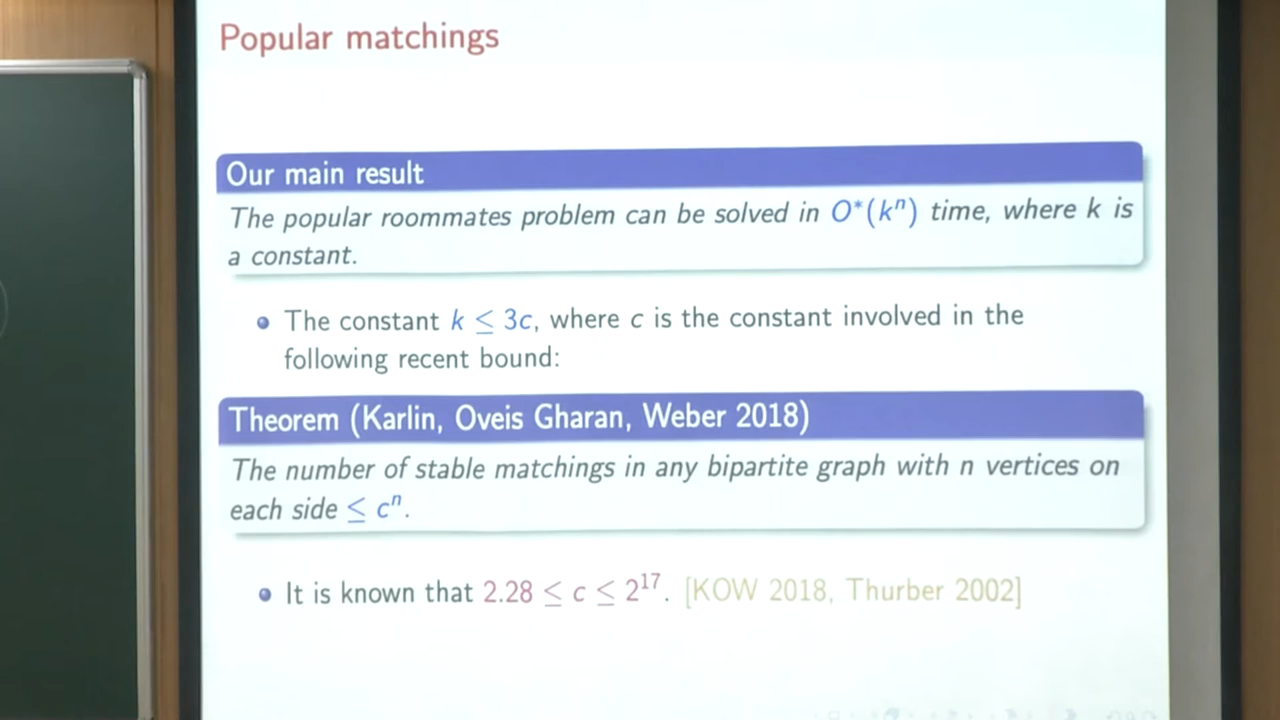 Popular matchings
Our main result
The popular roommates problem can be solved in O*(kⁿ) time, where k is
a constant.
The constant k ≤ 3c, where c is the constant involved in the
following recent bound:
Theorem (Karlin, Oveis Gharan, Weber 2018)
The number of stable matchings in any bipartite graph with n vertices on
each side ≤ cⁿ.
It is known that 2.28 ≤ c ≤ 2¹⁷. [KOW 2018, Thurber 2002]